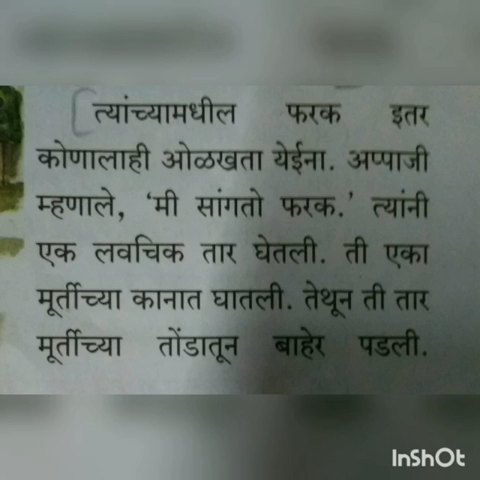 त्यांच्यामधील फरक इतर
कोणालाही ओळखता येईना. अप्पाजी
म्हणाले, ‘मी सांगतो फरक.’ त्यांनी
एक लवचिक तार घेतली. ती एका
मूर्तीच्या कानात घातली. तेथून ती तार
मूर्तीच्या तोंडातून बाहेर पडली.
InShOt